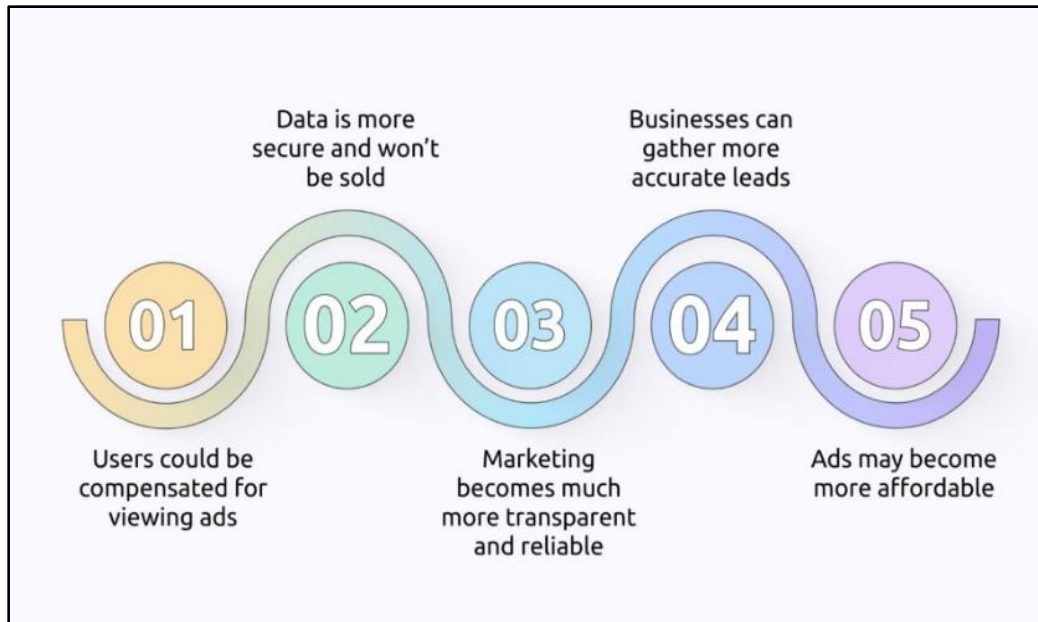 01
Users could be
compensated for
viewing ads
02
Data is more
secure and won't
be sold
03
Marketing
becomes much
more transparent
and reliable
04
Businesses can
gather more
accurate leads
05
Ads may become
more affordable